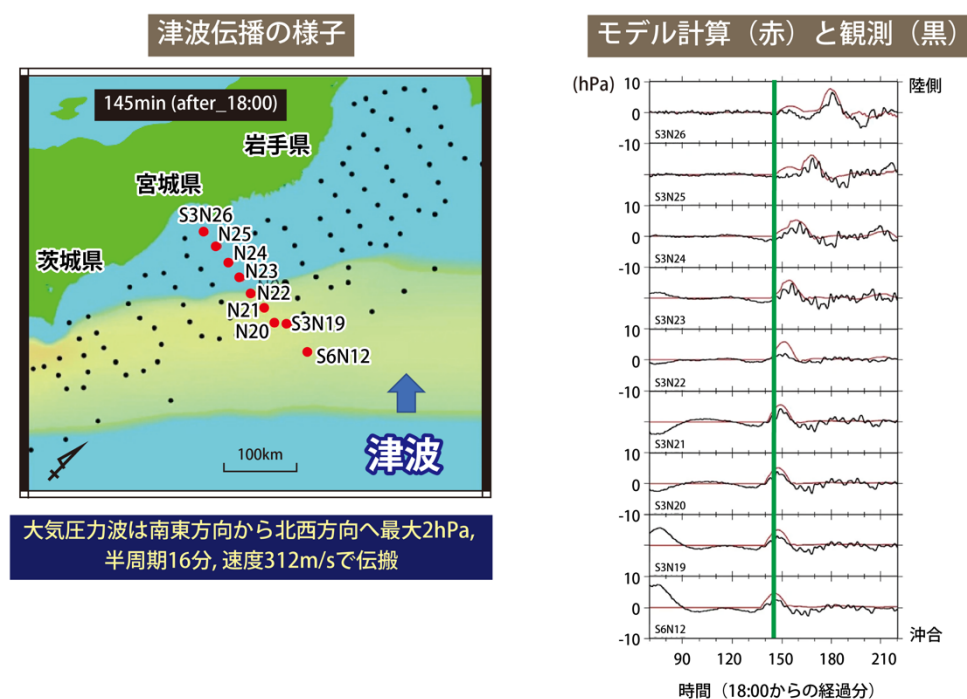 津波伝播の様子
145min (after_18:00)
岩手県
宮城県
茨城県
S3N26
N25
N24
N23
N22
N21
N20
S3N19
S6N12
津波
100km
大気圧力波は南東方向から北西方向へ最大2hPa,
半周期16分, 速度312m/sで伝搬
モデル計算（赤）と観測（黒）
(hPa)
陸側
10
0
-10
S3N26
S3N25
10
0
-10
S3N24
S3N23
10
0
-10
S3N22
S3N21
10
0
-10
S3N20
S3N19
10
0
-10
S6N12
沖合
90 120 150 180 210
時間（18:00からの経過分）